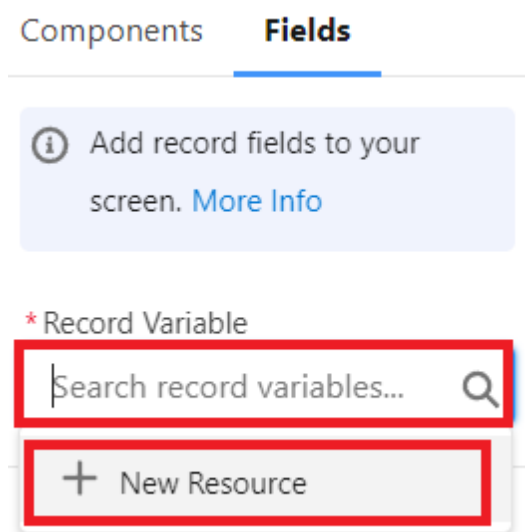 Components Fields
Add record fields to your
screen. More Info
*Record Variable
Search record variables...
New Resource